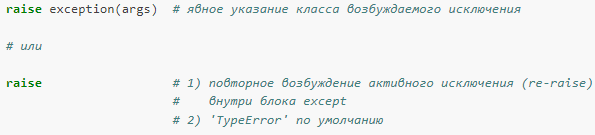 raise exception(args)  # явное указание класса возбуждаемого исключения
# или
raise                  # 1) повторное возбуждение активного исключения (re-raise)
                       #    внутри блока except
                       # 2) 'TypeError' по умолчанию